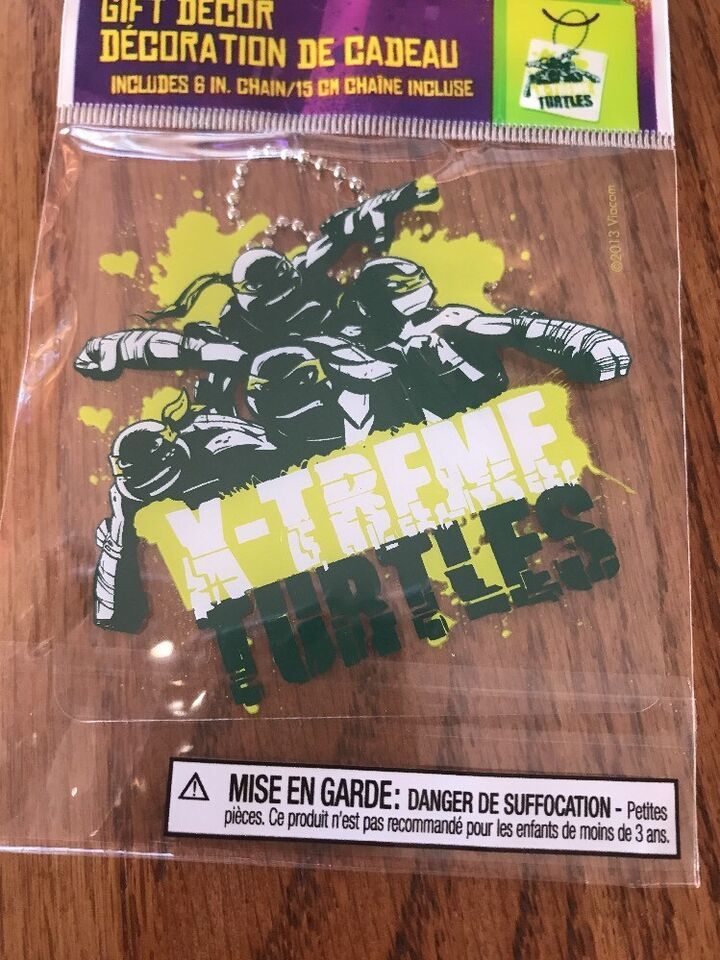 GIFT DECOR
DÉCORATION DE CADEAU
INCLUDES 6 IN. CHAIN/15 CM CHAÎNE INCLUSE
X-TREME
TURTLES
©2013 Viacom
X-TREME
TURTLES
⚠ MISE EN GARDE: DANGER DE SUFFOCATION - Petites
pièces. Ce produit n'est pas recommandé pour les enfants de moins de 3 ans.